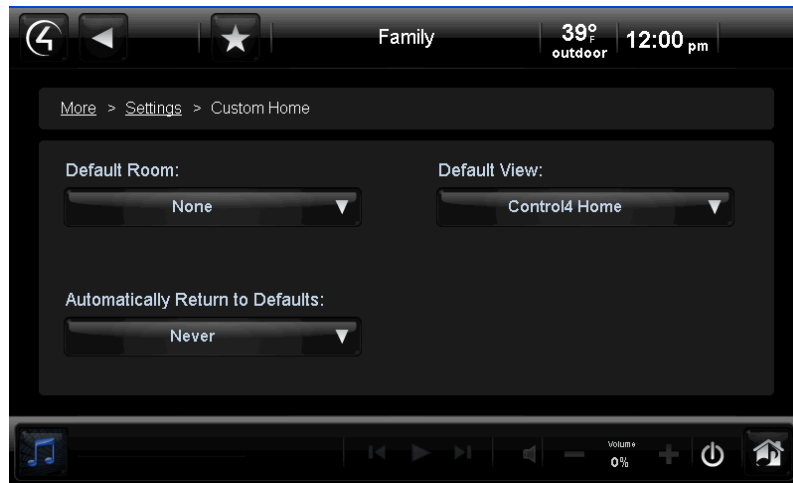 4
Family
39°F
outdoor
12:00 pm
More > Settings > Custom Home
Default Room:
Default View:
None
Control4 Home
Automatically Return to Defaults:
Never
Volume
0%